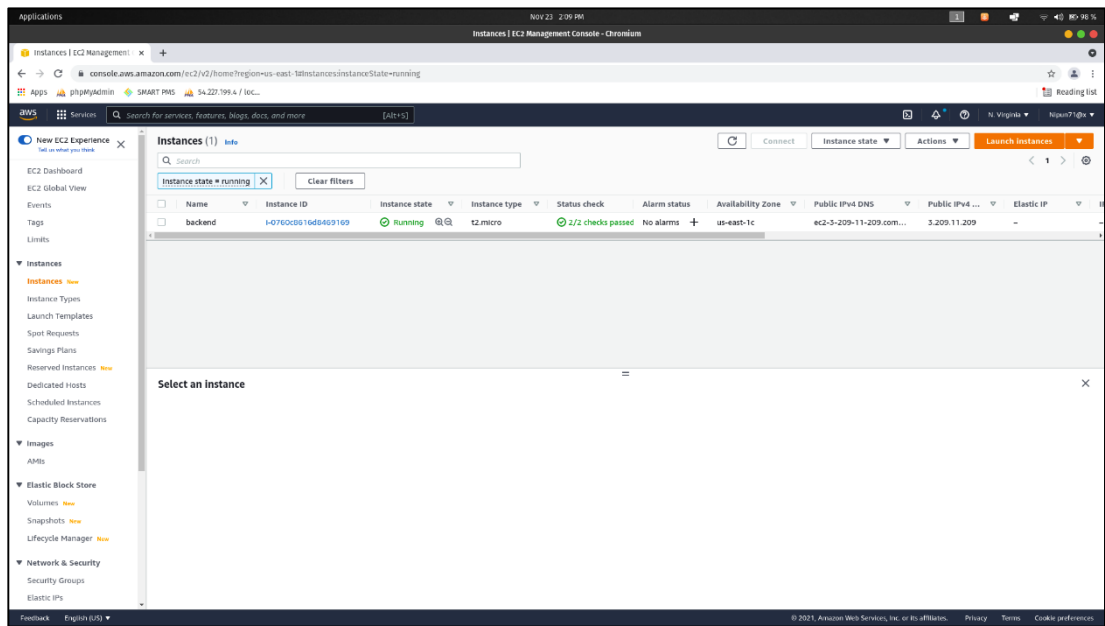 Applications Nov 23 2:09 PM 1 98 %
Instances | EC2 Management Console - Chromium
Instances | EC2 Management
console.aws.amazon.com/ec2/v2/home?region=us-east-1#Instances:instanceState=running
Apps phpMyAdmin SMART PMS 54.227.199.4 / loc... Reading list
aws Services Search for services, features, blogs, docs, and more [Alt+S] N. Virginia ▼ Nipun71@x ▼
New EC2 Experience
Tell us what you think
EC2 Dashboard
EC2 Global View
Events
Tags
Limits
Instances
Instances New
Instance Types
Launch Templates
Spot Requests
Savings Plans
Reserved Instances New
Dedicated Hosts
Scheduled Instances
Capacity Reservations
Images
AMIs
Elastic Block Store
Volumes New
Snapshots New
Lifecycle Manager New
Network & Security
Security Groups
Elastic IPs
Instances (1) Info Connect Instance state ▼ Actions ▼ Launch instances ▼
Search < 1 >
Instance state = running X Clear filters
Name Instance ID Instance state Instance type Status check Alarm status Availability Zone Public IPv4 DNS Public IPv4 ... Elastic IP
backend i-0760c8616d8469169 Running t2.micro 2/2 checks passed No alarms + us-east-1c ec2-3-209-11-209.com... 3.209.11.209 –
Select an instance
Feedback English (US) ▼ © 2021, Amazon Web Services, Inc. or its affiliates. Privacy Terms Cookie preferences